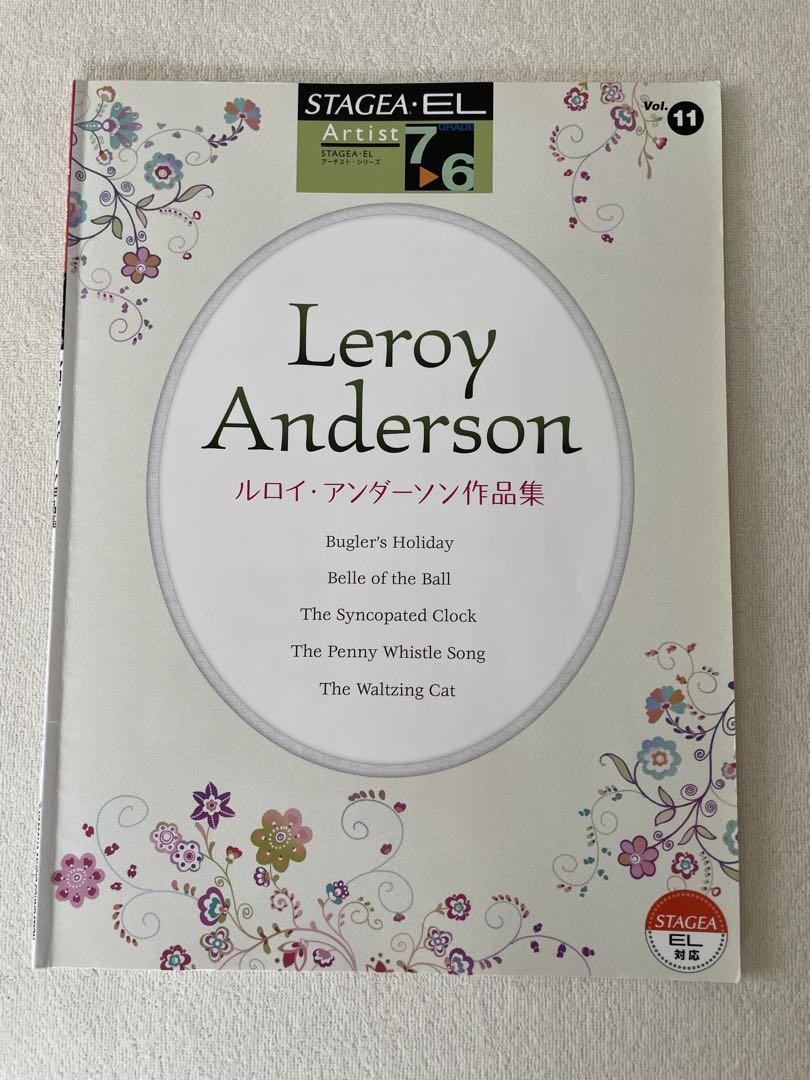 STAGEA・EL
Artist
STAGEA・EL
アーチスト・シリーズ
GRADE
7▶6
Vol. 11
Leroy
Anderson
ルロイ・アンダーソン作品集
Bugler's Holiday
Belle of the Ball
The Syncopated Clock
The Penny Whistle Song
The Waltzing Cat
STAGEA
EL
対応